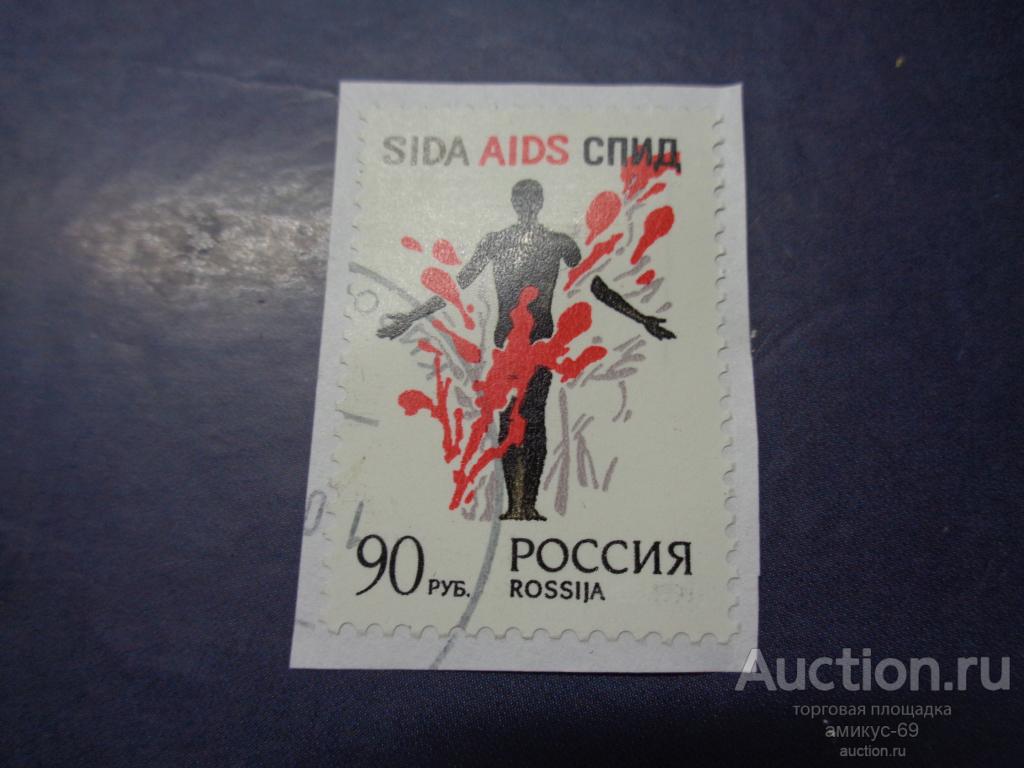 SIDA AIDS СПИД
90 РУБ.
РОССИЯ
ROSSIJA
Auction.ru
торговая площадка
амикус-69
auction.ru